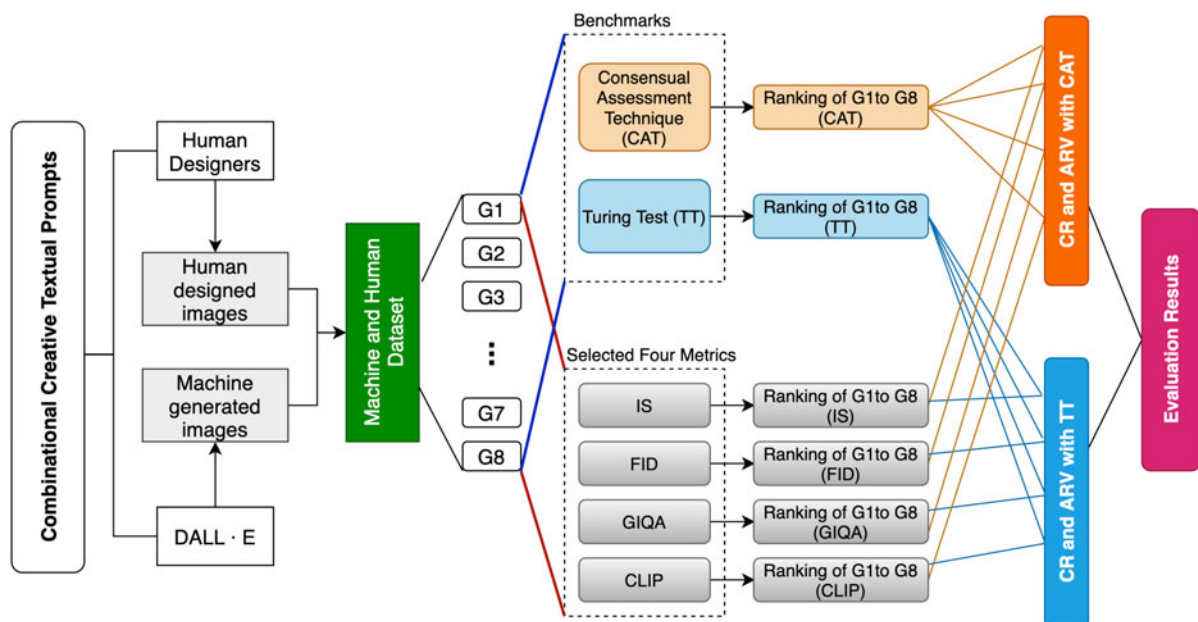 Combinational Creative Textual Prompts
Human
Designers
Human
designed
images
Machine
generated
images
DALL · E
Machine and Human
Dataset
G1
G2
G3
...
G7
G8
Benchmarks
Consensual
Assessment
Technique
(CAT)
Turing Test (TT)
Ranking of G1to G8
(CAT)
Ranking of G1to G8
(TT)
Selected Four Metrics
IS
FID
GIQA
CLIP
Ranking of G1to G8
(IS)
Ranking of G1to G8
(FID)
Ranking of G1to G8
(GIQA)
Ranking of G1to G8
(CLIP)
CR and ARV with CAT
CR and ARV with TT
Evaluation Results